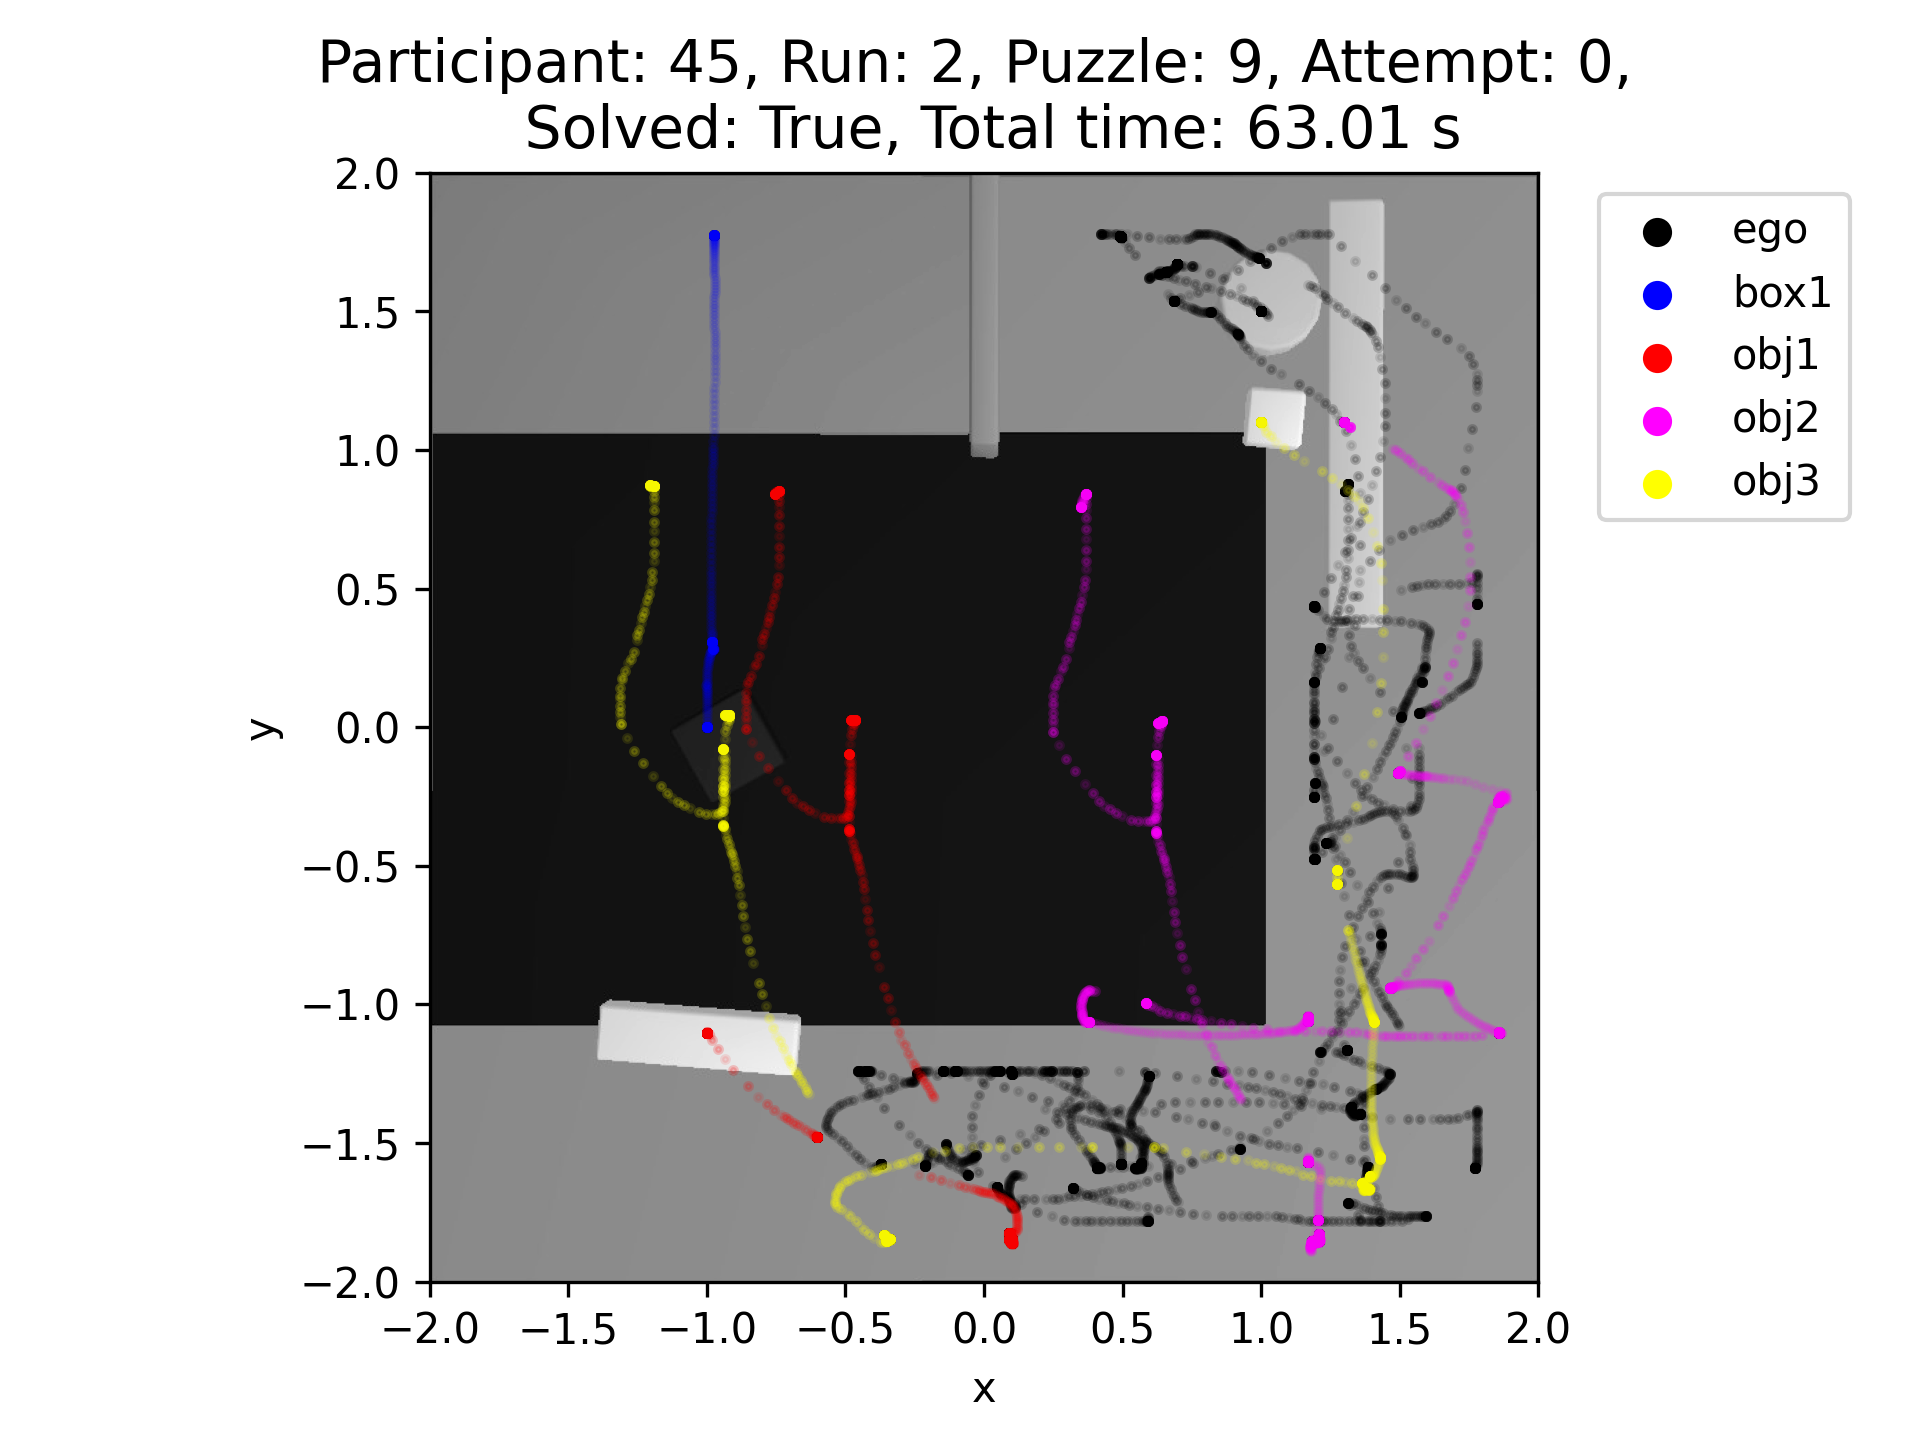 Participant: 45, Run: 2, Puzzle: 9, Attempt: 0,
Solved: True, Total time: 63.01 s
2.0
1.5
1.0
0.5
0.0
−0.5
−1.0
−1.5
−2.0
y
−2.0 −1.5 −1.0 −0.5 0.0 0.5 1.0 1.5 2.0
x
ego
box1
obj1
obj2
obj3